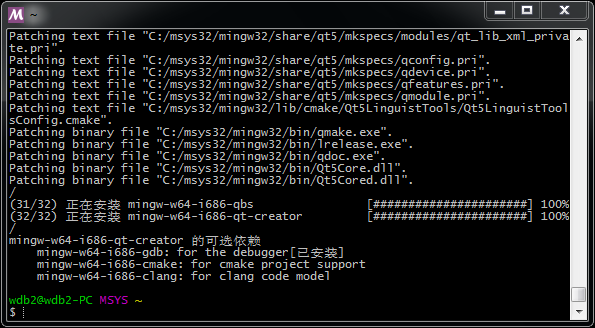 M ~
Patching text file "C:/msys32/mingw32/share/qt5/mkspecs/modules/qt_lib_xml_priva
te.pri".
Patching text file "C:/msys32/mingw32/share/qt5/mkspecs/qconfig.pri".
Patching text file "C:/msys32/mingw32/share/qt5/mkspecs/qdevice.pri".
Patching text file "C:/msys32/mingw32/share/qt5/mkspecs/qfeatures.pri".
Patching text file "C:/msys32/mingw32/share/qt5/mkspecs/qmodule.pri".
Patching text file "C:/msys32/mingw32/lib/cmake/Qt5LinguistTools/Qt5LinguistTool
sConfig.cmake".
Patching binary file "C:/msys32/mingw32/bin/qmake.exe".
Patching binary file "C:/msys32/mingw32/bin/lrelease.exe".
Patching binary file "C:/msys32/mingw32/bin/qdoc.exe".
Patching binary file "C:/msys32/mingw32/bin/Qt5Core.dll".
Patching binary file "C:/msys32/mingw32/bin/Qt5Cored.dll".
/
(31/32) 正在安装 mingw-w64-i686-qbs [######################] 100%
(32/32) 正在安装 mingw-w64-i686-qt-creator [######################] 100%
/
mingw-w64-i686-qt-creator 的可选依赖
mingw-w64-i686-gdb: for the debugger[已安装]
mingw-w64-i686-cmake: for cmake project support
mingw-w64-i686-clang: for clang code model
wdb2@wdb2-PC MSYS ~
$